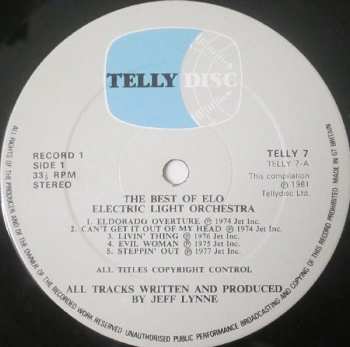 TELLY DISC
RECORD 1
SIDE 1
33⅓ RPM
STEREO
TELLY 7
TELLY 7-A
This compilation
℗ 1981
Tellydisc Ltd.
THE BEST OF ELO
ELECTRIC LIGHT ORCHESTRA
1. ELDORADO OVERTURE ℗ 1974 Jet Inc.
2. CAN'T GET IT OUT OF MY HEAD ℗ 1974 Jet Inc.
3. LIVIN' THING ℗ 1976 Jet Inc.
4. EVIL WOMAN ℗ 1975 Jet Inc.
5. STEPPIN' OUT ℗ 1977 Jet Inc.
ALL TITLES COPYRIGHT CONTROL
ALL TRACKS WRITTEN AND PRODUCED
BY JEFF LYNNE
ALL RIGHTS OF THE PRODUCER & KIND OF THE OWNER OF THE RECORDED WORK RESERVED UNAUTHORISED PUBLIC PERFORMANCE BROADCASTING AND COPYING OF THIS RECORD PROHIBITED MADE IN GT BRITAIN